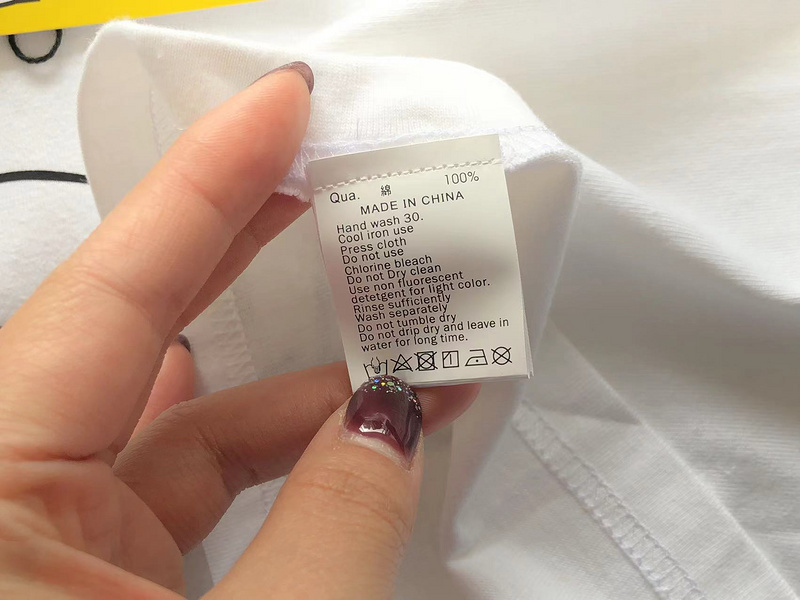 Qua. 綿 100%
MADE IN CHINA
Hand wash 30.
Cool iron use
Press cloth
Do not use
Chlorine bleach
Do not Dry clean
Use non fluorescent
detetgent for light color.
Rinse sufficiently
Wash separately
Do not tumble dry
Do not drip dry and leave in
water for long time.